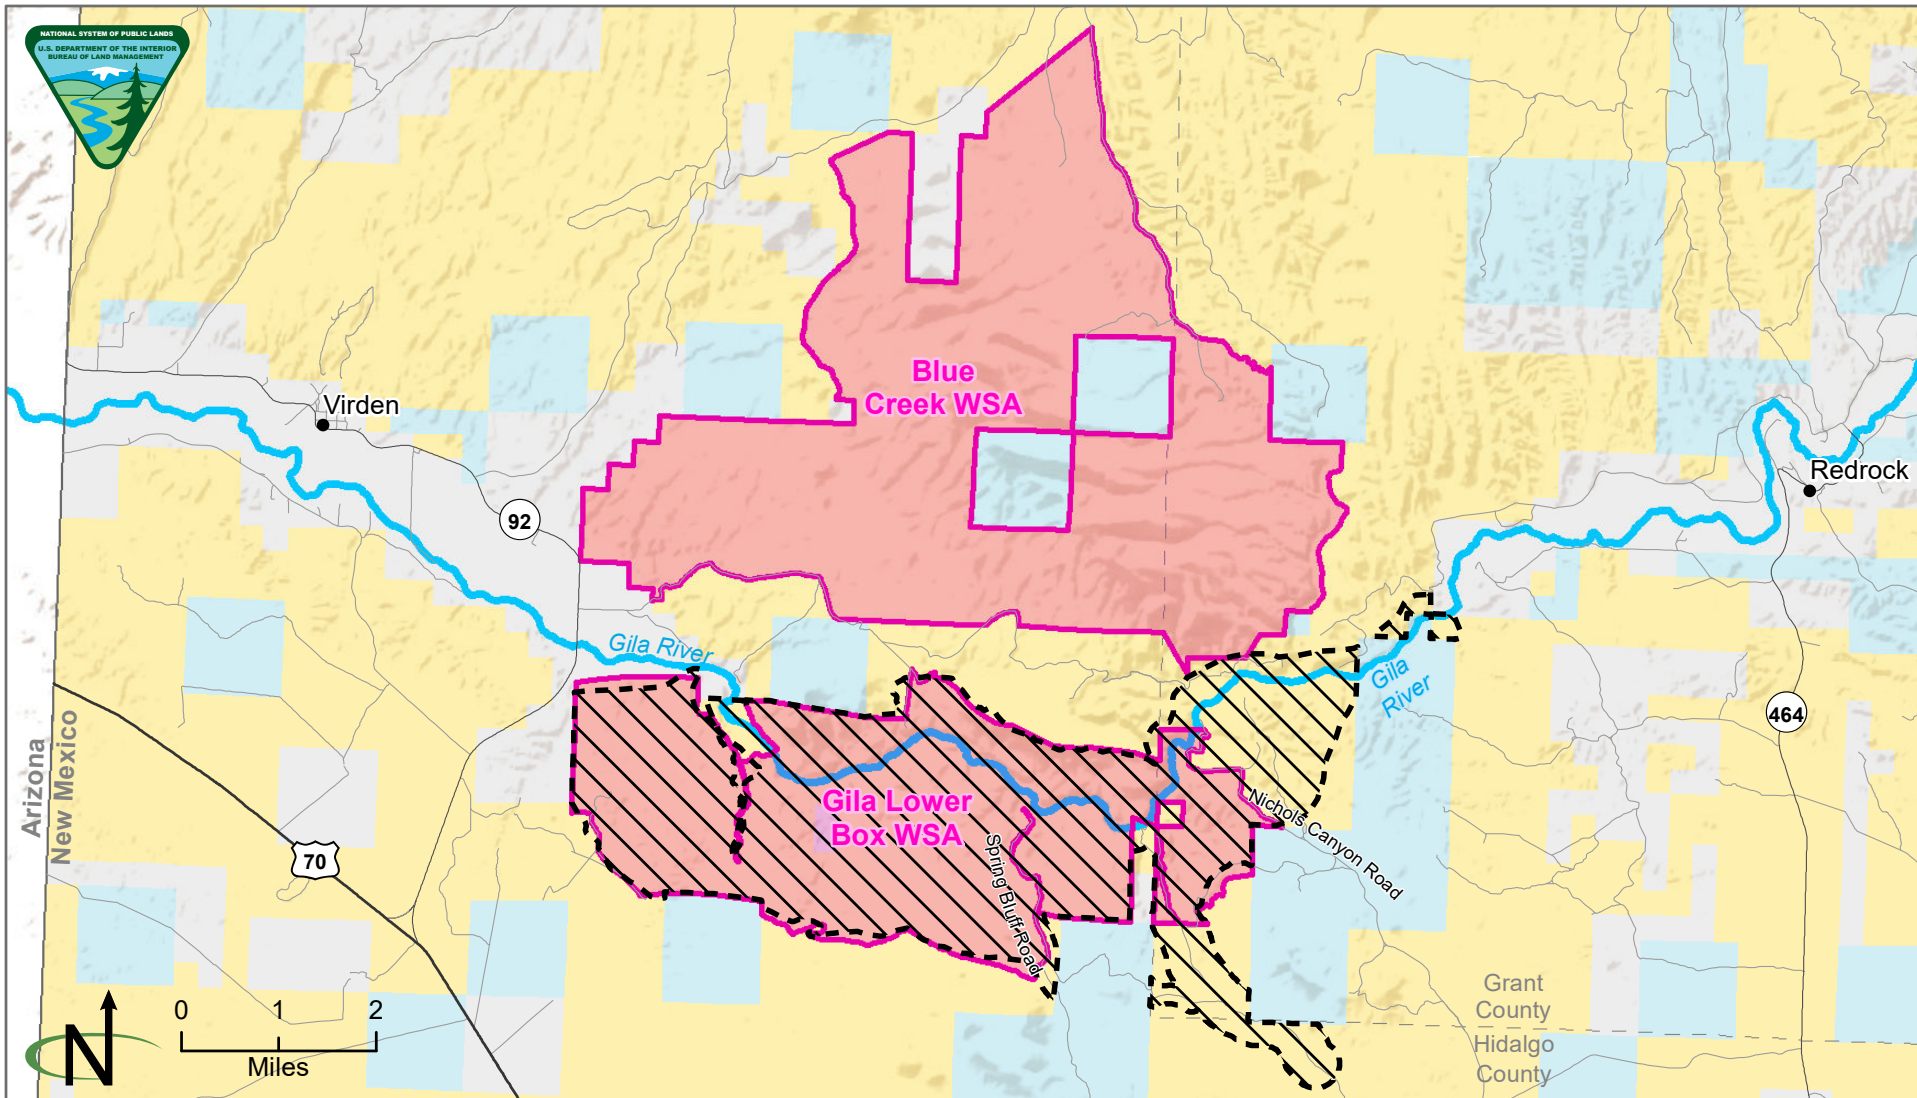 NATIONAL SYSTEM OF PUBLIC LANDS
U.S. DEPARTMENT OF THE INTERIOR
BUREAU OF LAND MANAGEMENT
Blue
Creek WSA
Virden
Redrock
92
Gila River
Gila
River
464
Arizona
New Mexico
Gila Lower
Box WSA
Nichols Canyon Road
Spring Bluff Road
70
Grant
County
Hidalgo
County
0 1 2
Miles
N